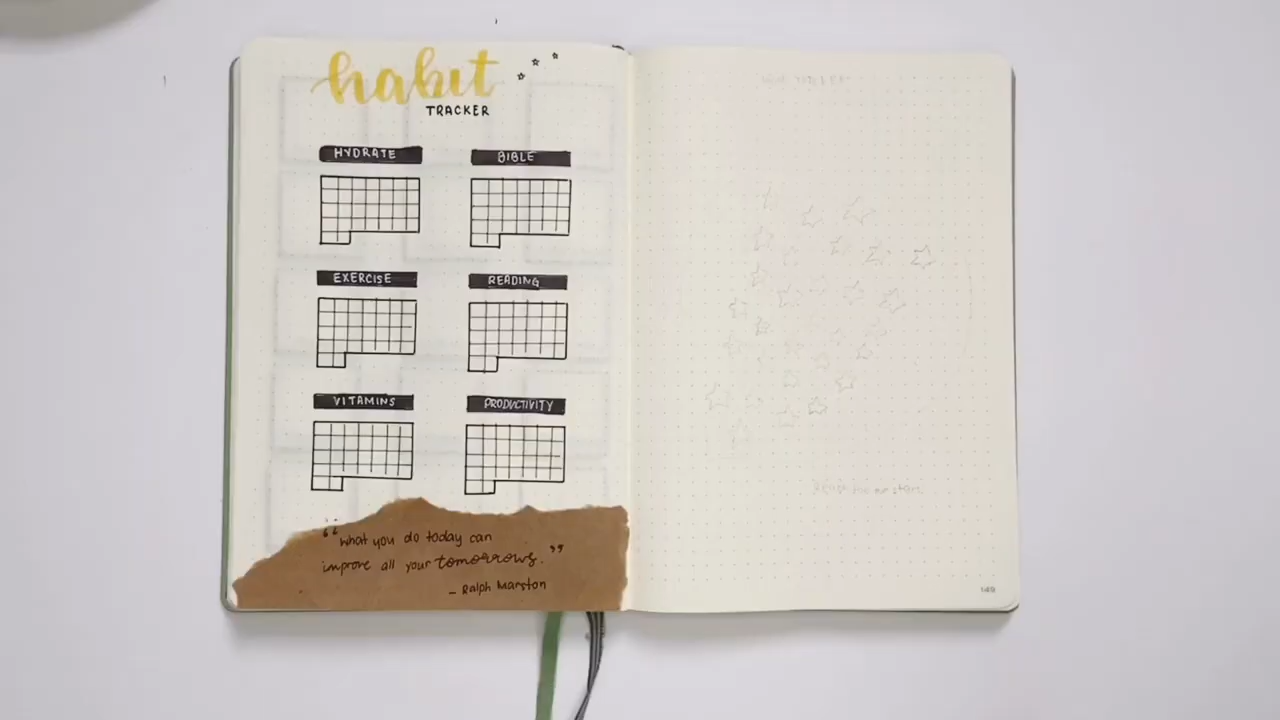 habit
TRACKER
HYDRATE
BIBLE
EXERCISE
READING
VITAMINS
PRODUCTIVITY
“what you do today can
improve all your tomorrows.”
- Ralph Marston
149